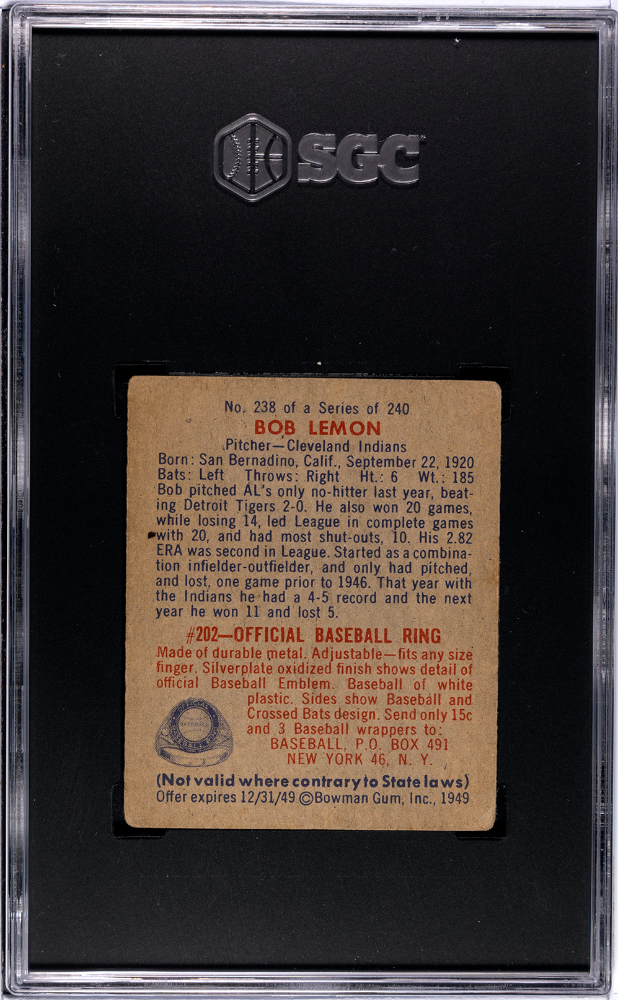 SGC
No. 238 of a Series of 240
BOB LEMON
Pitcher—Cleveland Indians
Born: San Bernadino, Calif., September 22, 1920
Bats: Left Throws: Right Ht.: 6 Wt.: 185
Bob pitched AL's only no-hitter last year, beat-
ing Detroit Tigers 2-0. He also won 20 games,
while losing 14, led League in complete games
with 20, and had most shut-outs, 10. His 2.82
ERA was second in League. Started as a combina-
tion infielder-outfielder, and only had pitched,
and lost, one game prior to 1946. That year with
the Indians he had a 4-5 record and the next
year he won 11 and lost 5.
#202—OFFICIAL BASEBALL RING
Made of durable metal. Adjustable—fits any size
finger. Silverplate oxidized finish shows detail of
official Baseball Emblem. Baseball of white
plastic. Sides show Baseball and
Crossed Bats design. Send only 15c
and 3 Baseball wrappers to:
BASEBALL, P.O. BOX 491
NEW YORK 46, N. Y.
(Not valid where contrary to State laws)
Offer expires 12/31/49 ©Bowman Gum, Inc., 1949